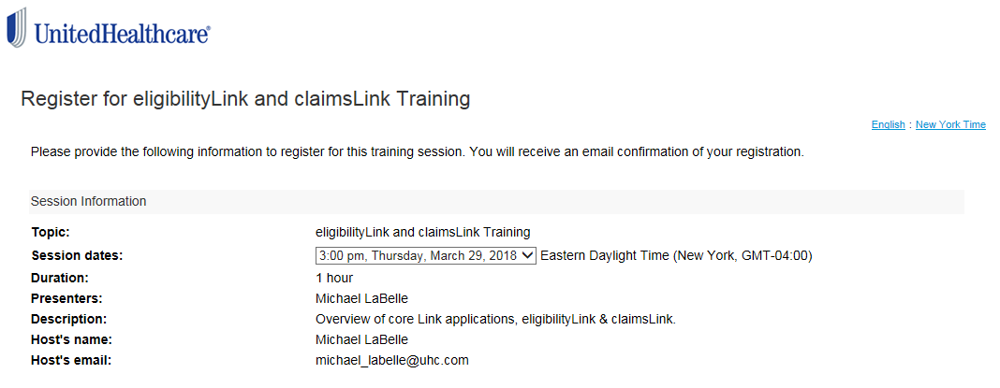 UnitedHealthcare®
Register for eligibilityLink and claimsLink Training
English : New York Time
Please provide the following information to register for this training session. You will receive an email confirmation of your registration.
Session Information
Topic: eligibilityLink and claimsLink Training
Session dates: 3:00 pm, Thursday, March 29, 2018 Eastern Daylight Time (New York, GMT-04:00)
Duration: 1 hour
Presenters: Michael LaBelle
Description: Overview of core Link applications, eligibilityLink & claimsLink.
Host's name: Michael LaBelle
Host's email: michael_labelle@uhc.com